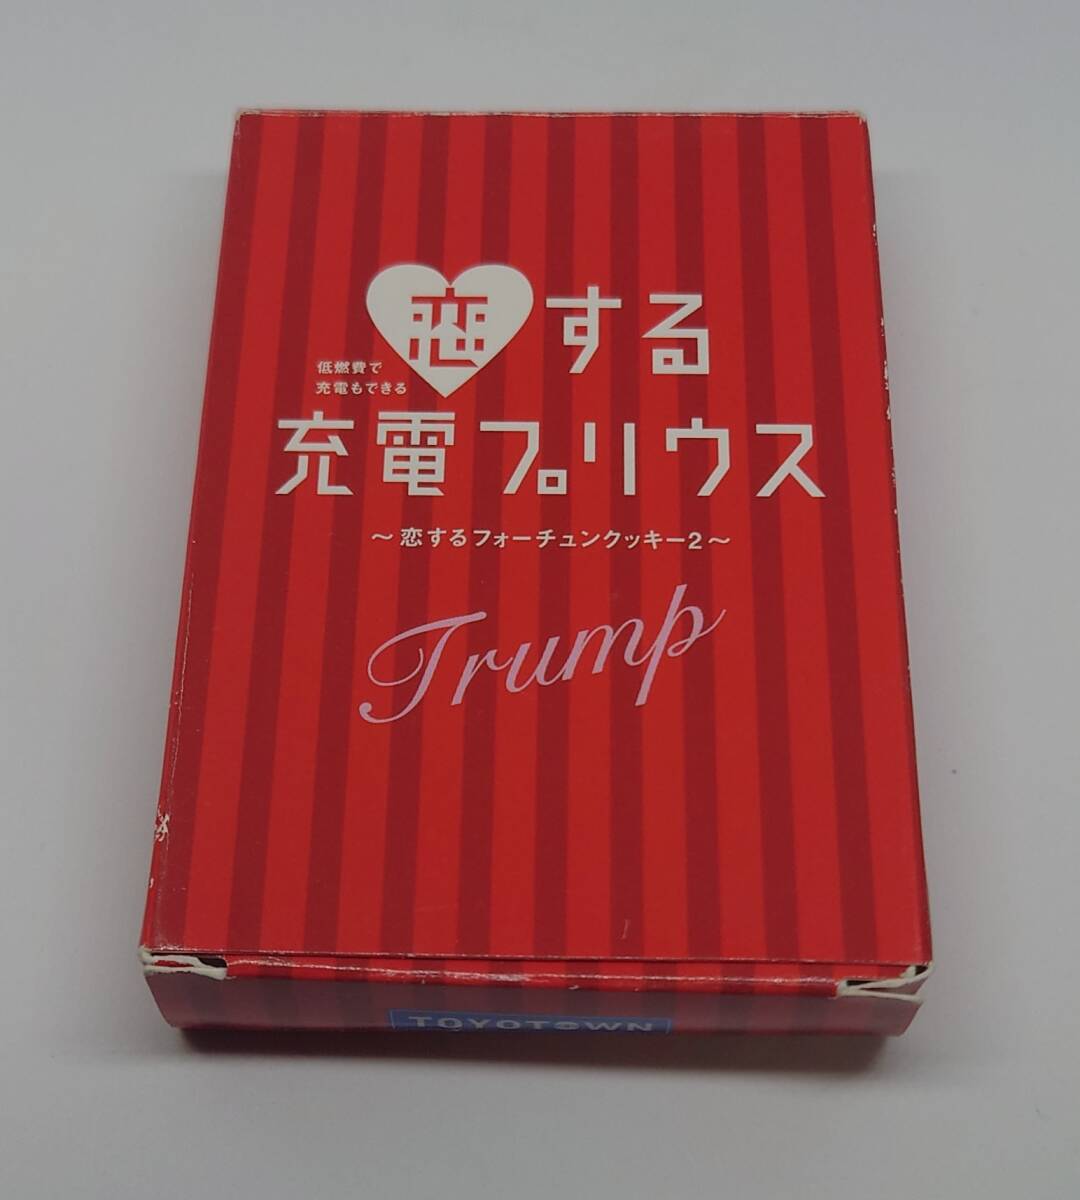 恋する
低燃費で
充電もできる
充電プリウス
～恋するフォーチュンクッキー2～
Trump
TOYOTOWN